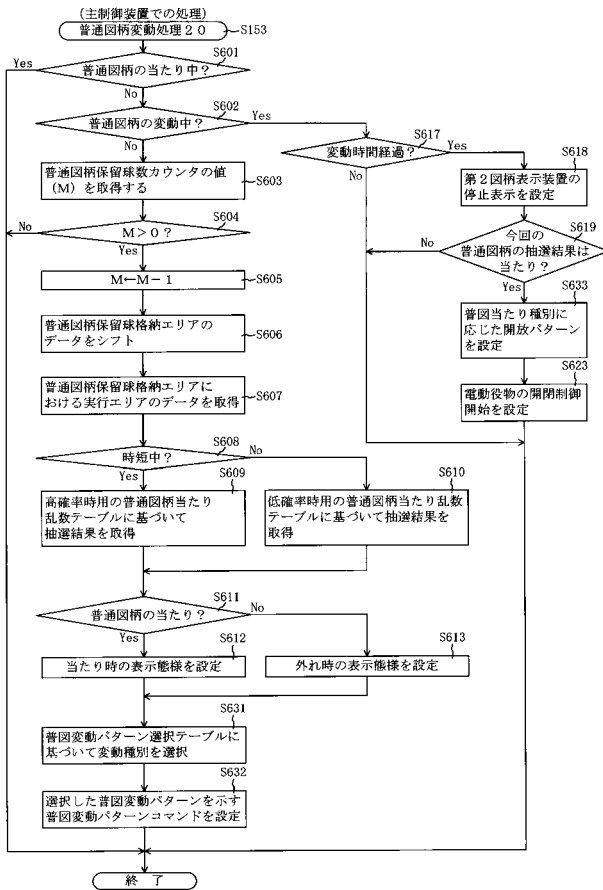 (主制御装置での処理)
普通図柄変動処理20
S153
S601
Yes
普通図柄の当たり中?
No
S602
普通図柄の変動中?
Yes
No
S603
普通図柄保留球数カウンタの値
(M)を取得する
S604
No
M>0?
Yes
S605
M←M-1
S606
普通図柄保留球格納エリアの
データをシフト
S607
普通図柄保留球格納エリアに
おける実行エリアのデータを取得
S608
時短中?
No
Yes
S609
高確率時用の普通図柄当たり
乱数テーブルに基づいて
抽選結果を取得
S610
低確率時用の普通図柄当たり乱数
テーブルに基づいて抽選結果を
取得
S611
普通図柄の当たり?
No
Yes
S612
当たり時の表示態様を設定
S613
外れ時の表示態様を設定
S631
普図変動パターン選択テーブルに
基づいて変動種別を選択
S632
選択した普図変動パターンを示す
普図変動パターンコマンドを設定
S617
変動時間経過?
Yes
No
S618
第2図柄表示装置の
停止表示を設定
S619
今回の
普通図柄の抽選結果は
当たり?
No
Yes
S633
普図当たり種別に
応じた開放パターン
を設定
S623
電動役物の開閉制御
開始を設定
終 了